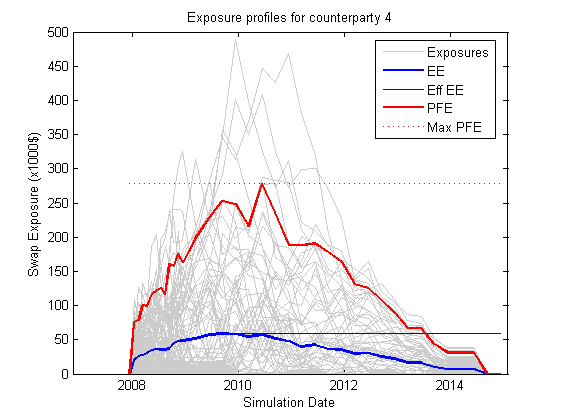 Exposure profiles for counterparty 4
500
450
400
350
300
250
200
150
100
50
0
Swap Exposure (x1000$)
Exposures
EE
Eff EE
PFE
Max PFE
2008 2010 2012 2014
Simulation Date